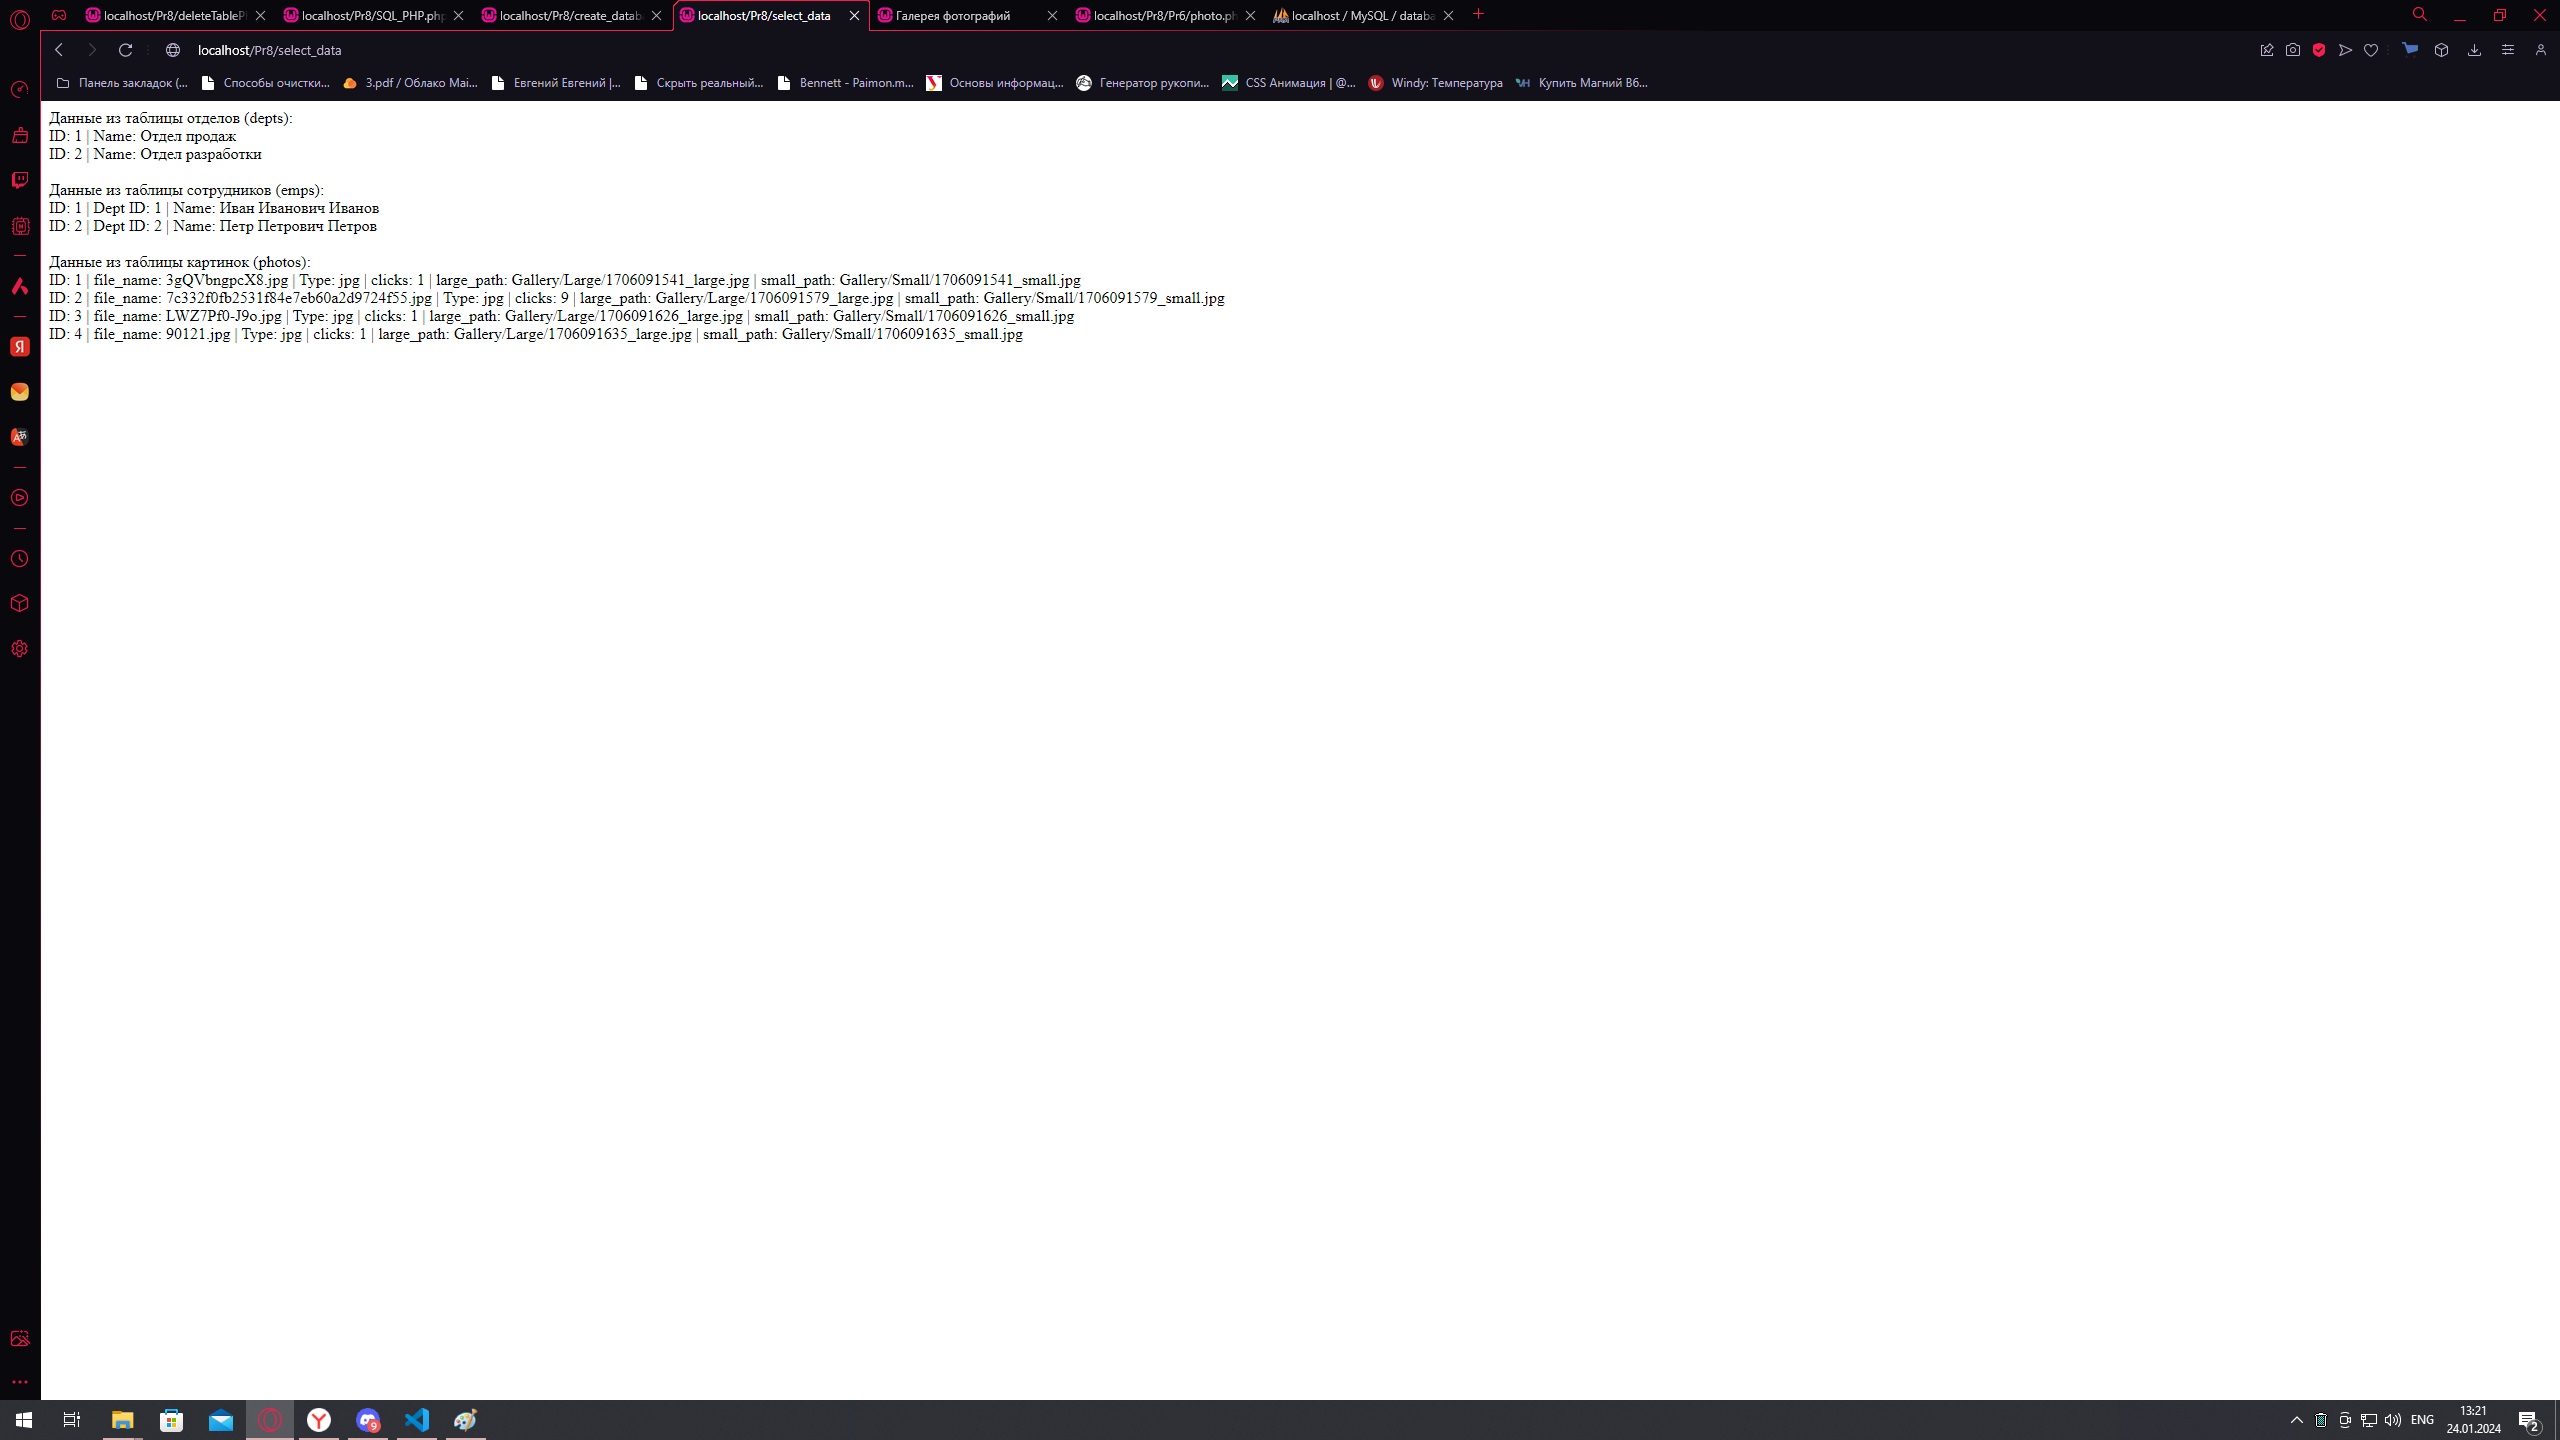 localhost/Pr8/deleteTableP
localhost/Pr8/SQL_PHP.php
localhost/Pr8/create_datab
localhost/Pr8/select_data
Галерея фотографий
localhost/Pr8/Pr6/photo.ph
localhost / MySQL / databa
localhost/Pr8/select_data
Панель закладок (...
Способы очистки...
3.pdf / Облако Mai...
Евгений Евгений |...
Скрыть реальный...
Bennett - Paimon.m...
Основы информац...
Генератор рукопи...
CSS Анимация | @...
Windy: Температура
Купить Магний В6...
Данные из таблицы отделов (depts):
ID: 1 | Name: Отдел продаж
ID: 2 | Name: Отдел разработки
Данные из таблицы сотрудников (emps):
ID: 1 | Dept ID: 1 | Name: Иван Иванович Иванов
ID: 2 | Dept ID: 2 | Name: Петр Петрович Петров
Данные из таблицы картинок (photos):
ID: 1 | file_name: 3gQVbngpcX8.jpg | Type: jpg | clicks: 1 | large_path: Gallery/Large/1706091541_large.jpg | small_path: Gallery/Small/1706091541_small.jpg
ID: 2 | file_name: 7c332f0fb2531f84e7eb60a2d9724f55.jpg | Type: jpg | clicks: 9 | large_path: Gallery/Large/1706091579_large.jpg | small_path: Gallery/Small/1706091579_small.jpg
ID: 3 | file_name: LWZ7Pf0-J9o.jpg | Type: jpg | clicks: 1 | large_path: Gallery/Large/1706091626_large.jpg | small_path: Gallery/Small/1706091626_small.jpg
ID: 4 | file_name: 90121.jpg | Type: jpg | clicks: 1 | large_path: Gallery/Large/1706091635_large.jpg | small_path: Gallery/Small/1706091635_small.jpg
ENG
13:21
24.01.2024
2
9